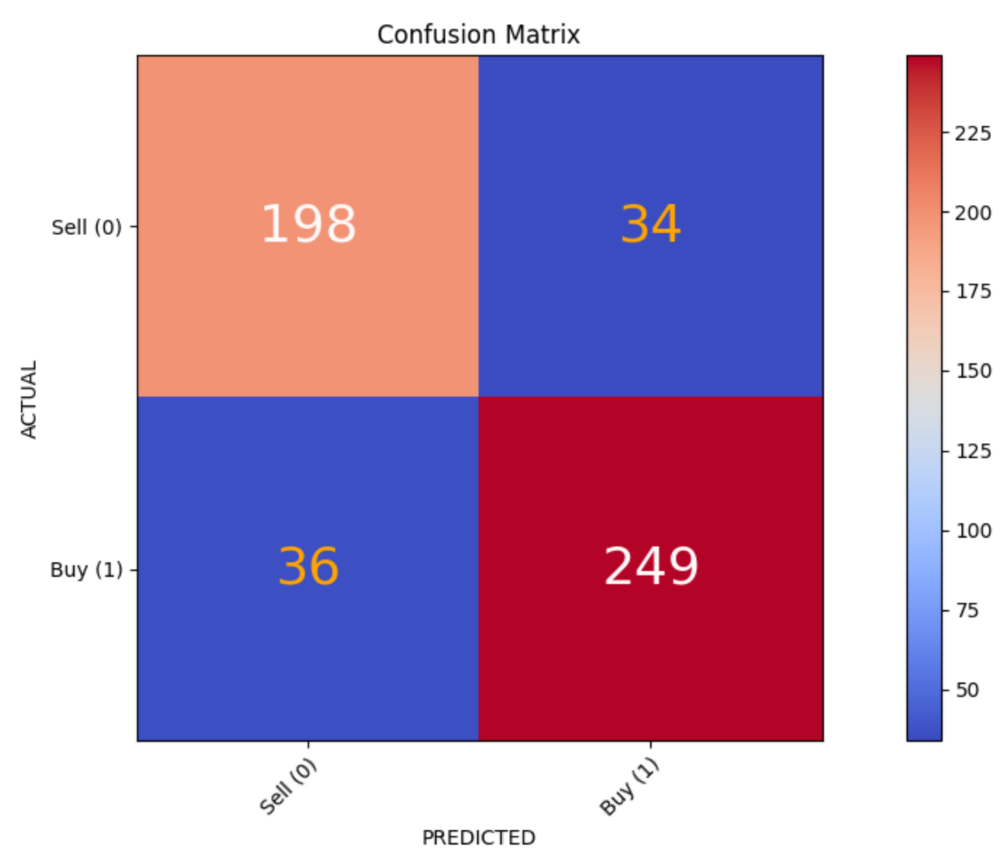 Confusion Matrix
Sell (0)
198
34
Buy (1)
36
249
ACTUAL
Sell (0)
Buy (1)
PREDICTED
225
200
175
150
125
100
75
50